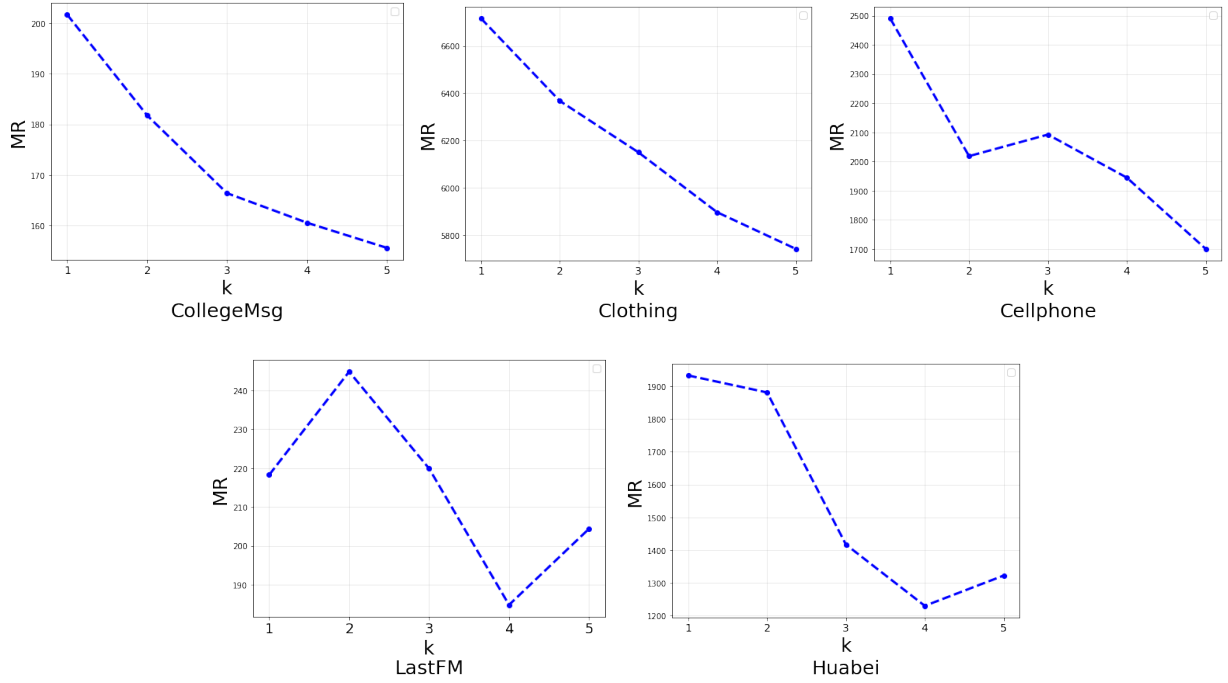 200
190
180
170
160
MR
1 2 3 4 5
k
CollegeMsg
6600
6400
6200
6000
5800
MR
1 2 3 4 5
k
Clothing
2500
2400
2300
2200
2100
2000
1900
1800
1700
MR
1 2 3 4 5
k
Cellphone
240
230
220
210
200
190
MR
1 2 3 4 5
k
LastFM
1900
1800
1700
1600
1500
1400
1300
1200
MR
1 2 3 4 5
k
Huabei